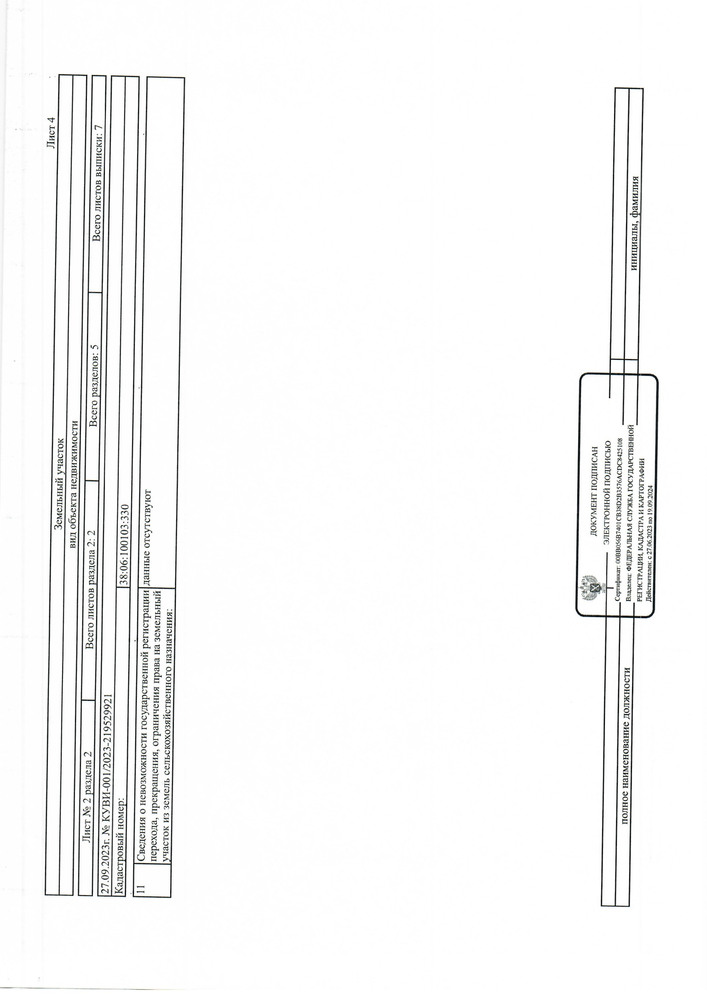 Лист 4
Земельный участок
вид объекта недвижимости
Лист № 2 раздела 2
Всего листов раздела 2: 2
Всего разделов: 5
Всего листов выписки: 7
27.09.2023г. № КУВИ-001/2023-219529921
Кадастровый номер:
38:06:100103:330
11
Сведения о невозможности государственной регистрации
перехода, прекращения, ограничения права на земельный
участок из земель сельскохозяйственного назначения:
данные отсутствуют
ДОКУМЕНТ ПОДПИСАН
ЭЛЕКТРОННОЙ ПОДПИСЬЮ
Сертификат: 00BB056B7401CB38D2B3576ACDC8425108
Владелец: ФЕДЕРАЛЬНАЯ СЛУЖБА ГОСУДАРСТВЕННОЙ
РЕГИСТРАЦИИ, КАДАСТРА И КАРТОГРАФИИ
Действителен: с 27.06.2023 по 19.09.2024
полное наименование должности
инициалы, фамилия